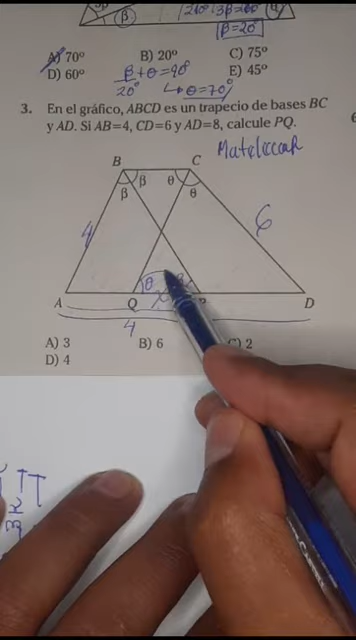 β
β=20°
A) 70°
B) 20°
C) 75°
D) 60°
β + θ = 90°
E) 45°
20°
↳ θ = 70°
3. En el gráfico, ABCD es un trapecio de bases BC
y AD. Si AB=4, CD=6 y AD=8, calcule PQ.
B C
β θ
β θ
4
6
θ
A Q D
4
A) 3
B) 6
C) 2
D) 4